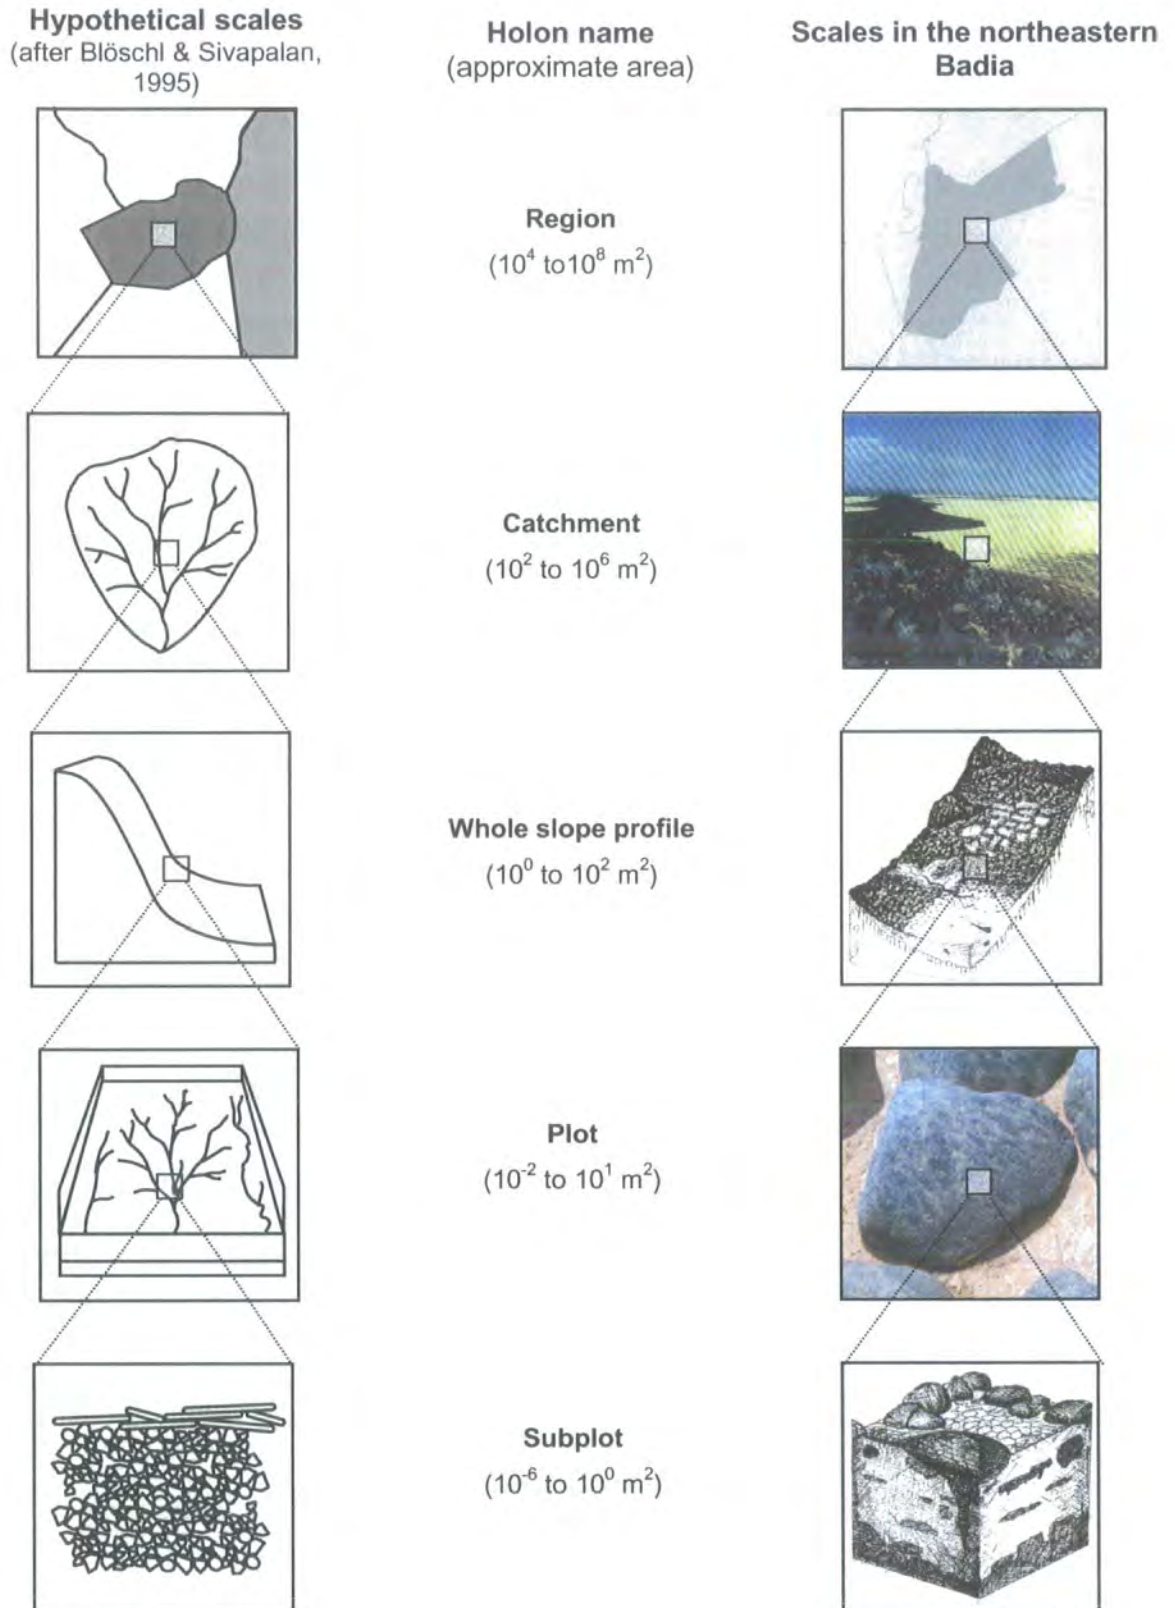 Hypothetical scales
(after Blöschl & Sivapalan,
1995)
Holon name
(approximate area)
Scales in the northeastern
Badia
Region
(10⁴ to10⁸ m²)
Catchment
(10² to 10⁶ m²)
Whole slope profile
(10⁰ to 10² m²)
Plot
(10⁻² to 10¹ m²)
Subplot
(10⁻⁶ to 10⁰ m²)